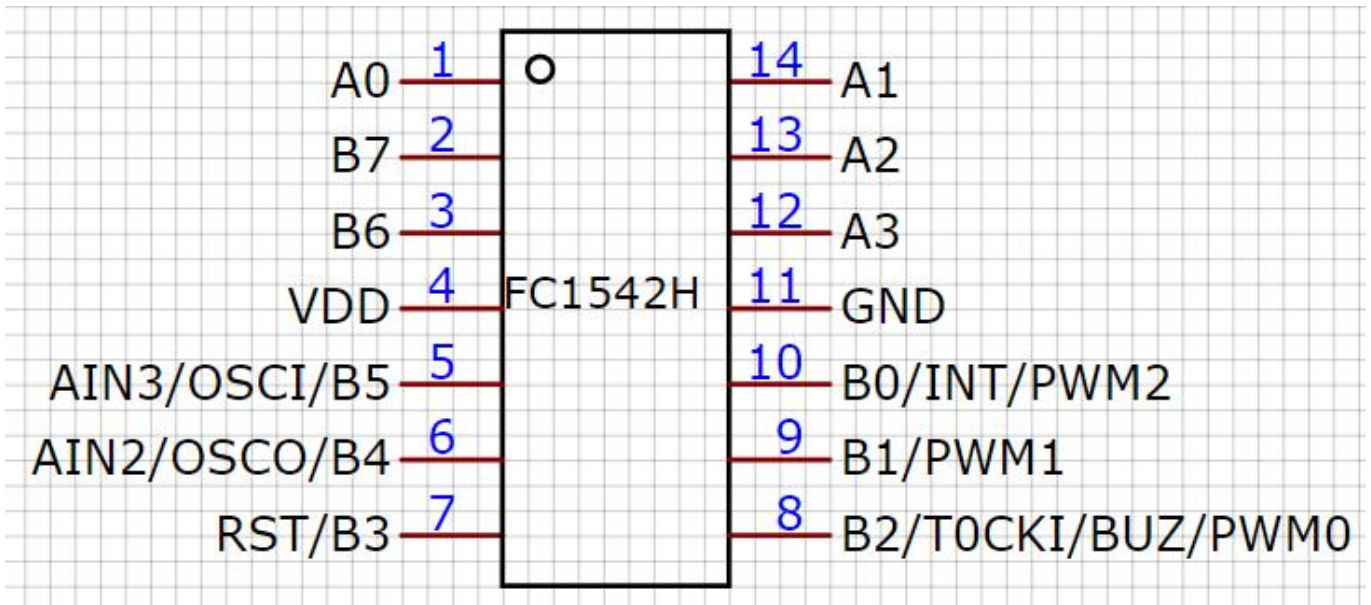 A0 1 14 A1
B7 2 13 A2
B6 3 12 A3
VDD 4 FC1542H 11 GND
AIN3/OSCI/B5 5 10 B0/INT/PWM2
AIN2/OSCO/B4 6 9 B1/PWM1
RST/B3 7 8 B2/T0CKI/BUZ/PWM0